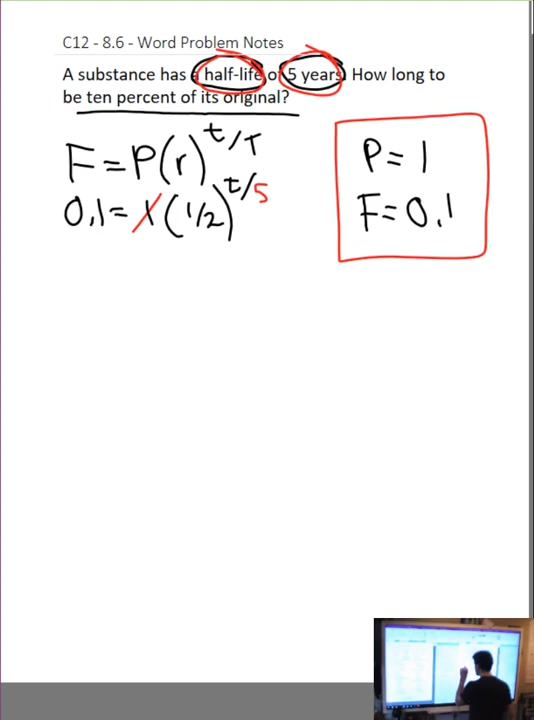 C12 - 8.6 - Word Problem Notes
A substance has a half-life of 5 years. How long to
be ten percent of its original?
F = P(r)^t/T
0.1 = 1(1/2)^t/5
P = 1
F = 0.1